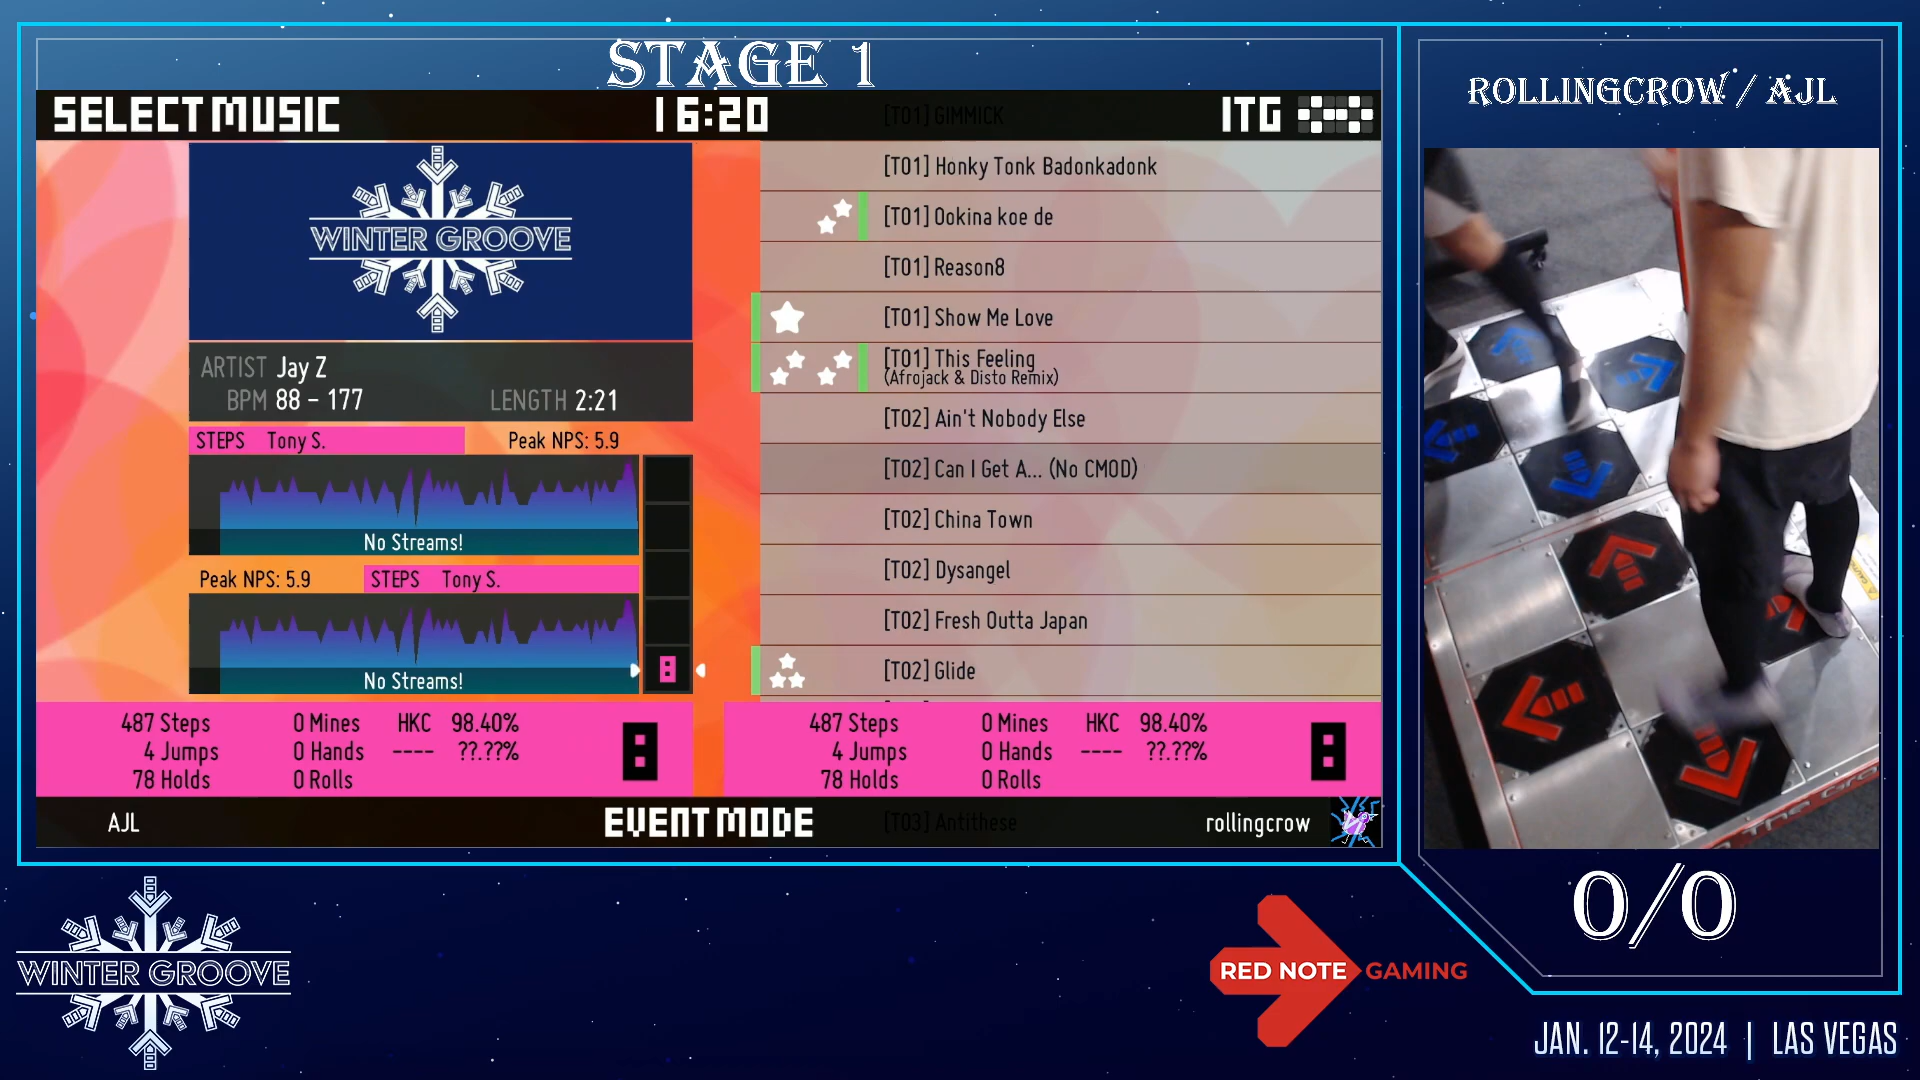 STAGE 1
ROLLINGCROW / AJL
SELECT MUSIC
16:20
ITG
[T01] GIMMICK
WINTER GROOVE
ARTIST Jay Z
BPM 88 - 177
LENGTH 2:21
STEPS Tony S.
Peak NPS: 5.9
No Streams!
Peak NPS: 5.9
STEPS Tony S.
No Streams!
8
[T01] Honky Tonk Badonkadonk
[T01] Ookina koe de
[T01] Reason8
[T01] Show Me Love
[T01] This Feeling
(Afrojack & Disto Remix)
[T02] Ain't Nobody Else
[T02] Can I Get A... (No CMOD)
[T02] China Town
[T02] Dysangel
[T02] Fresh Outta Japan
[T02] Glide
487 Steps 0 Mines HKC 98.40%
4 Jumps 0 Hands ---- ??.??%
78 Holds 0 Rolls
8
487 Steps 0 Mines HKC 98.40%
4 Jumps 0 Hands ---- ??.??%
78 Holds 0 Rolls
8
AJL
EVENT MODE
[T03] Antithese
rollingcrow
0/0
WINTER GROOVE
RED NOTE GAMING
JAN. 12-14, 2024 | LAS VEGAS